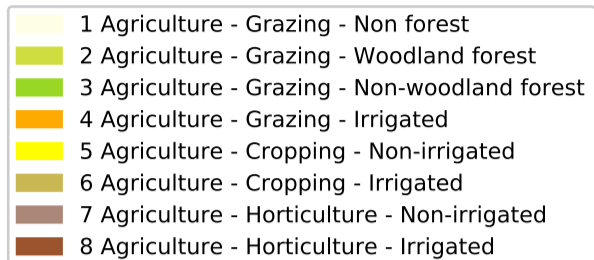 1 Agriculture - Grazing - Non forest
2 Agriculture - Grazing - Woodland forest
3 Agriculture - Grazing - Non-woodland forest
4 Agriculture - Grazing - Irrigated
5 Agriculture - Cropping - Non-irrigated
6 Agriculture - Cropping - Irrigated
7 Agriculture - Horticulture - Non-irrigated
8 Agriculture - Horticulture - Irrigated